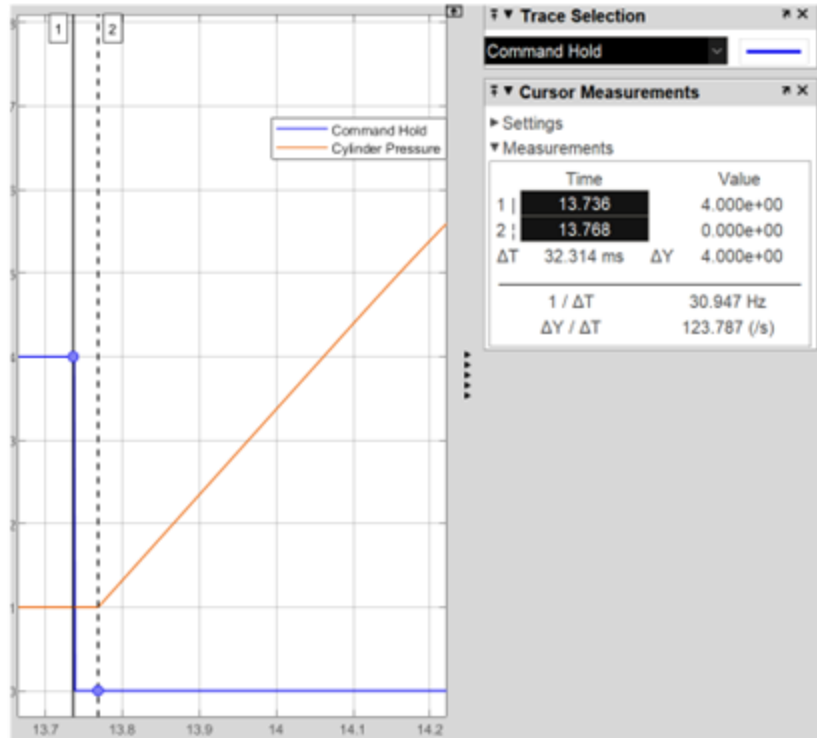 1
2
Command Hold
Cylinder Pressure
7
5
3
2
1
0
13.7 13.8 13.9 14 14.1 14.2
Trace Selection
Command Hold
Cursor Measurements
Settings
Measurements
Time Value
1 | 13.736 4.000e+00
2 ¦ 13.768 0.000e+00
ΔT 32.314 ms ΔY 4.000e+00
1 / ΔT 30.947 Hz
ΔY / ΔT 123.787 (/s)